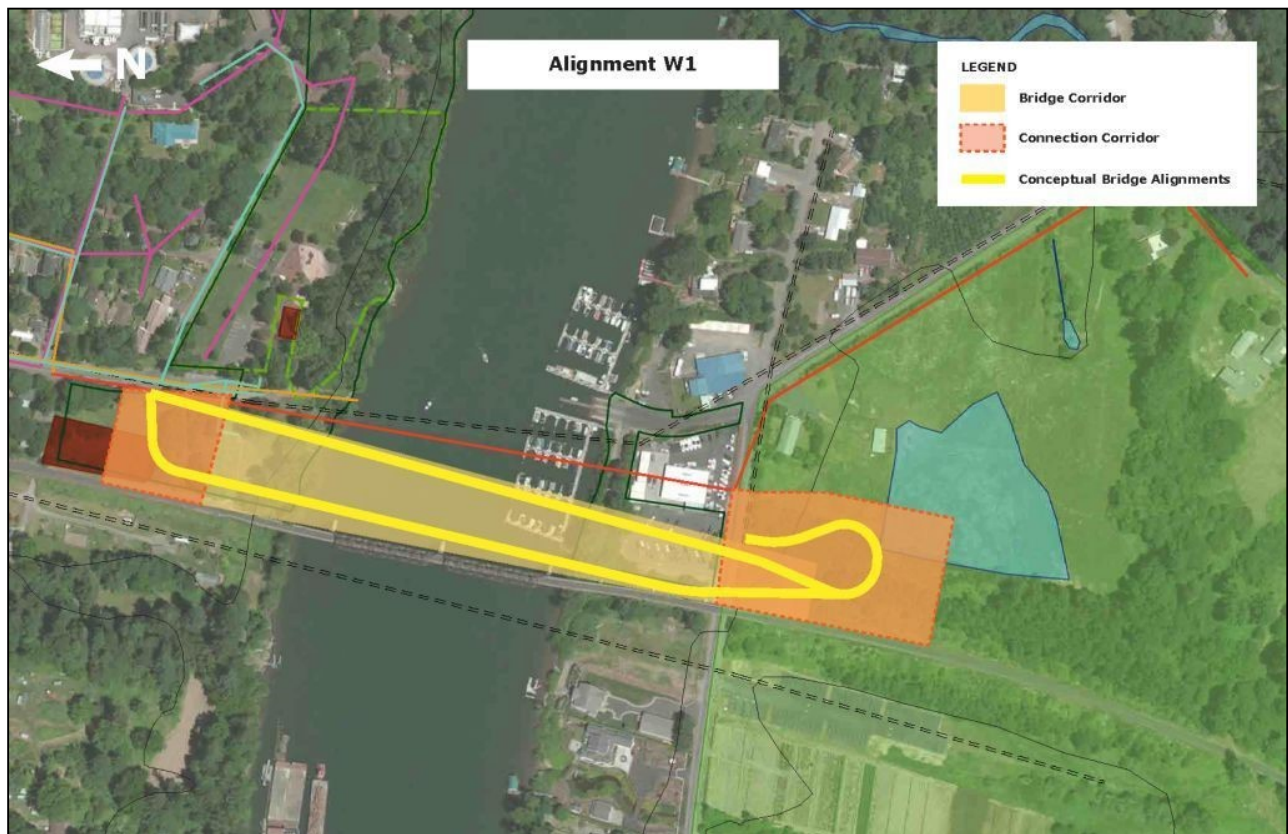 N
Alignment W1
LEGEND
Bridge Corridor
Connection Corridor
Conceptual Bridge Alignments